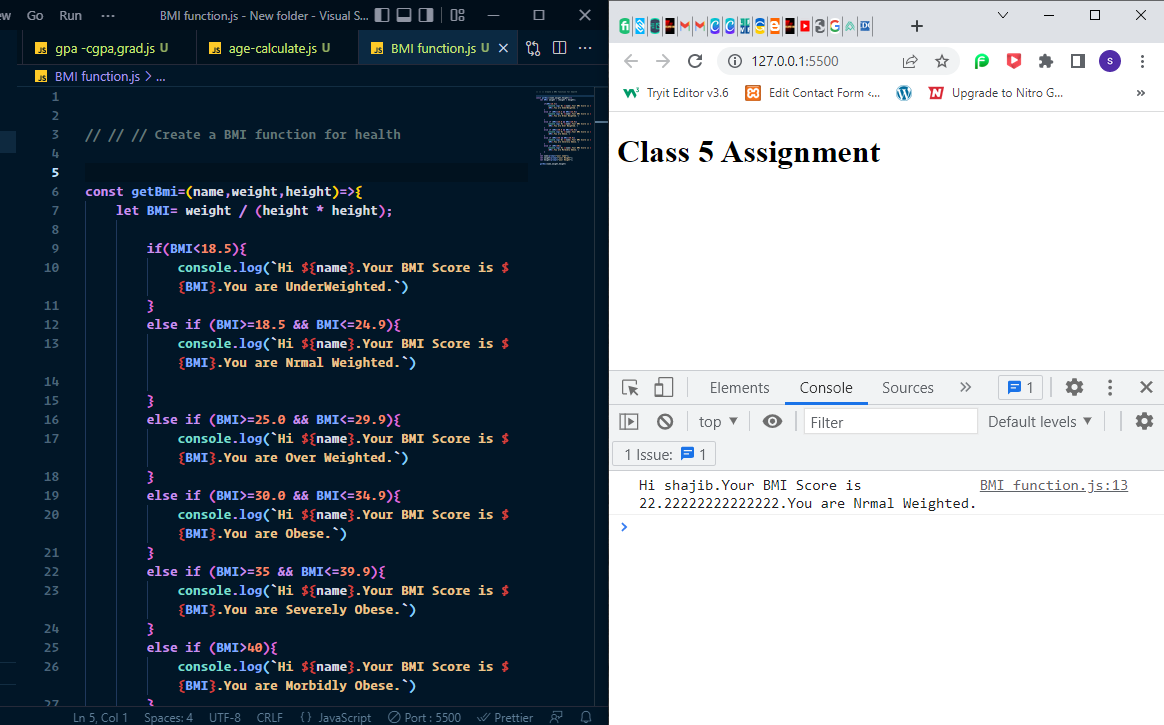 ew Go Run ··· BMI function.js - New folder - Visual S...
gpa -cgpa,grad.js U age-calculate.js U BMI function.js U
BMI function.js > ...
1
2
3 // // // Create a BMI function for health
4
5
6 const getBmi=(name,weight,height)=>{
7 let BMI= weight / (height * height);
8
9 if(BMI<18.5){
10 console.log(`Hi ${name}.Your BMI Score is $
{BMI}.You are UnderWeighted.`)
11 }
12 else if (BMI>=18.5 && BMI<=24.9){
13 console.log(`Hi ${name}.Your BMI Score is $
{BMI}.You are Nrmal Weighted.`)
14
15 }
16 else if (BMI>=25.0 && BMI<=29.9){
17 console.log(`Hi ${name}.Your BMI Score is $
{BMI}.You are Over Weighted.`)
18 }
19 else if (BMI>=30.0 && BMI<=34.9){
20 console.log(`Hi ${name}.Your BMI Score is $
{BMI}.You are Obese.`)
21 }
22 else if (BMI>=35 && BMI<=39.9){
23 console.log(`Hi ${name}.Your BMI Score is $
{BMI}.You are Severely Obese.`)
24 }
25 else if (BMI>40){
26 console.log(`Hi ${name}.Your BMI Score is $
{BMI}.You are Morbidly Obese.`)
27 }
Ln 5, Col 1 Spaces: 4 UTF-8 CRLF {} JavaScript Port : 5500 Prettier
127.0.0.1:5500
S
Tryit Editor v3.6 Edit Contact Form ‹... Upgrade to Nitro G... »
Class 5 Assignment
Elements Console Sources » 1
top ▼ Filter Default levels ▼
1 Issue: 1
Hi shajib.Your BMI Score is BMI function.js:13
22.22222222222222.You are Nrmal Weighted.
>